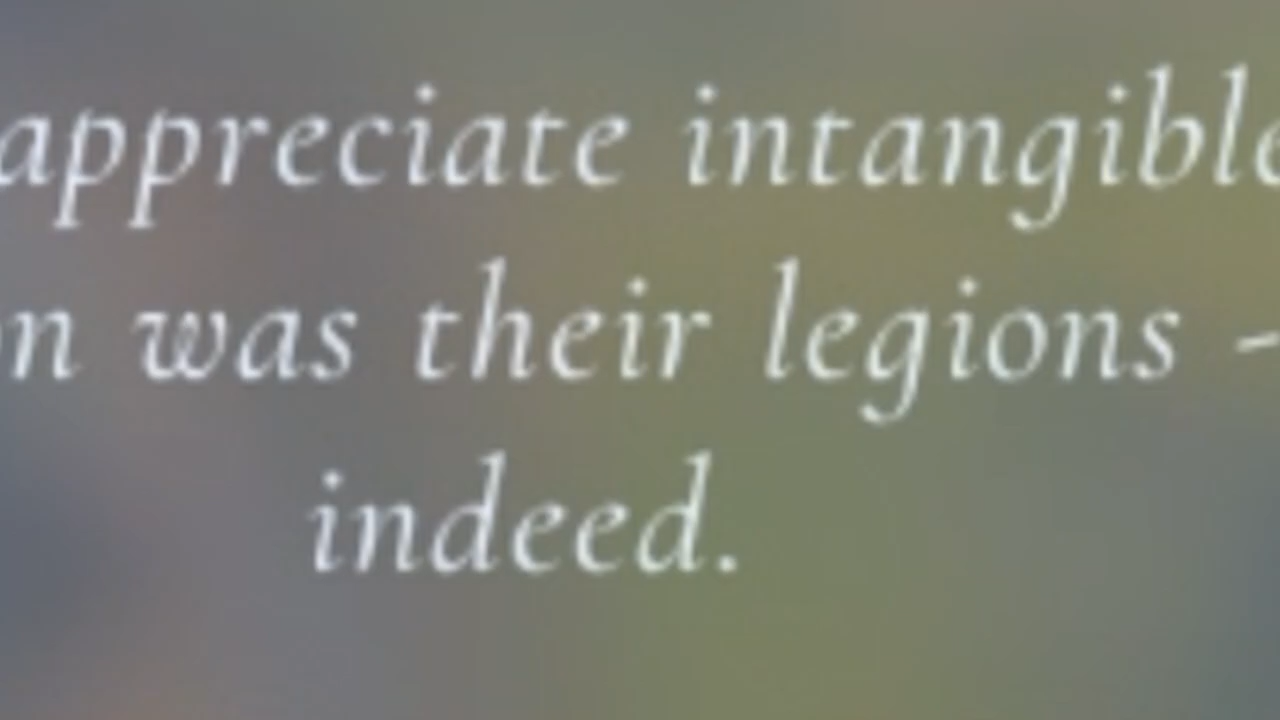 appreciate intangible
n was their legions -
indeed.